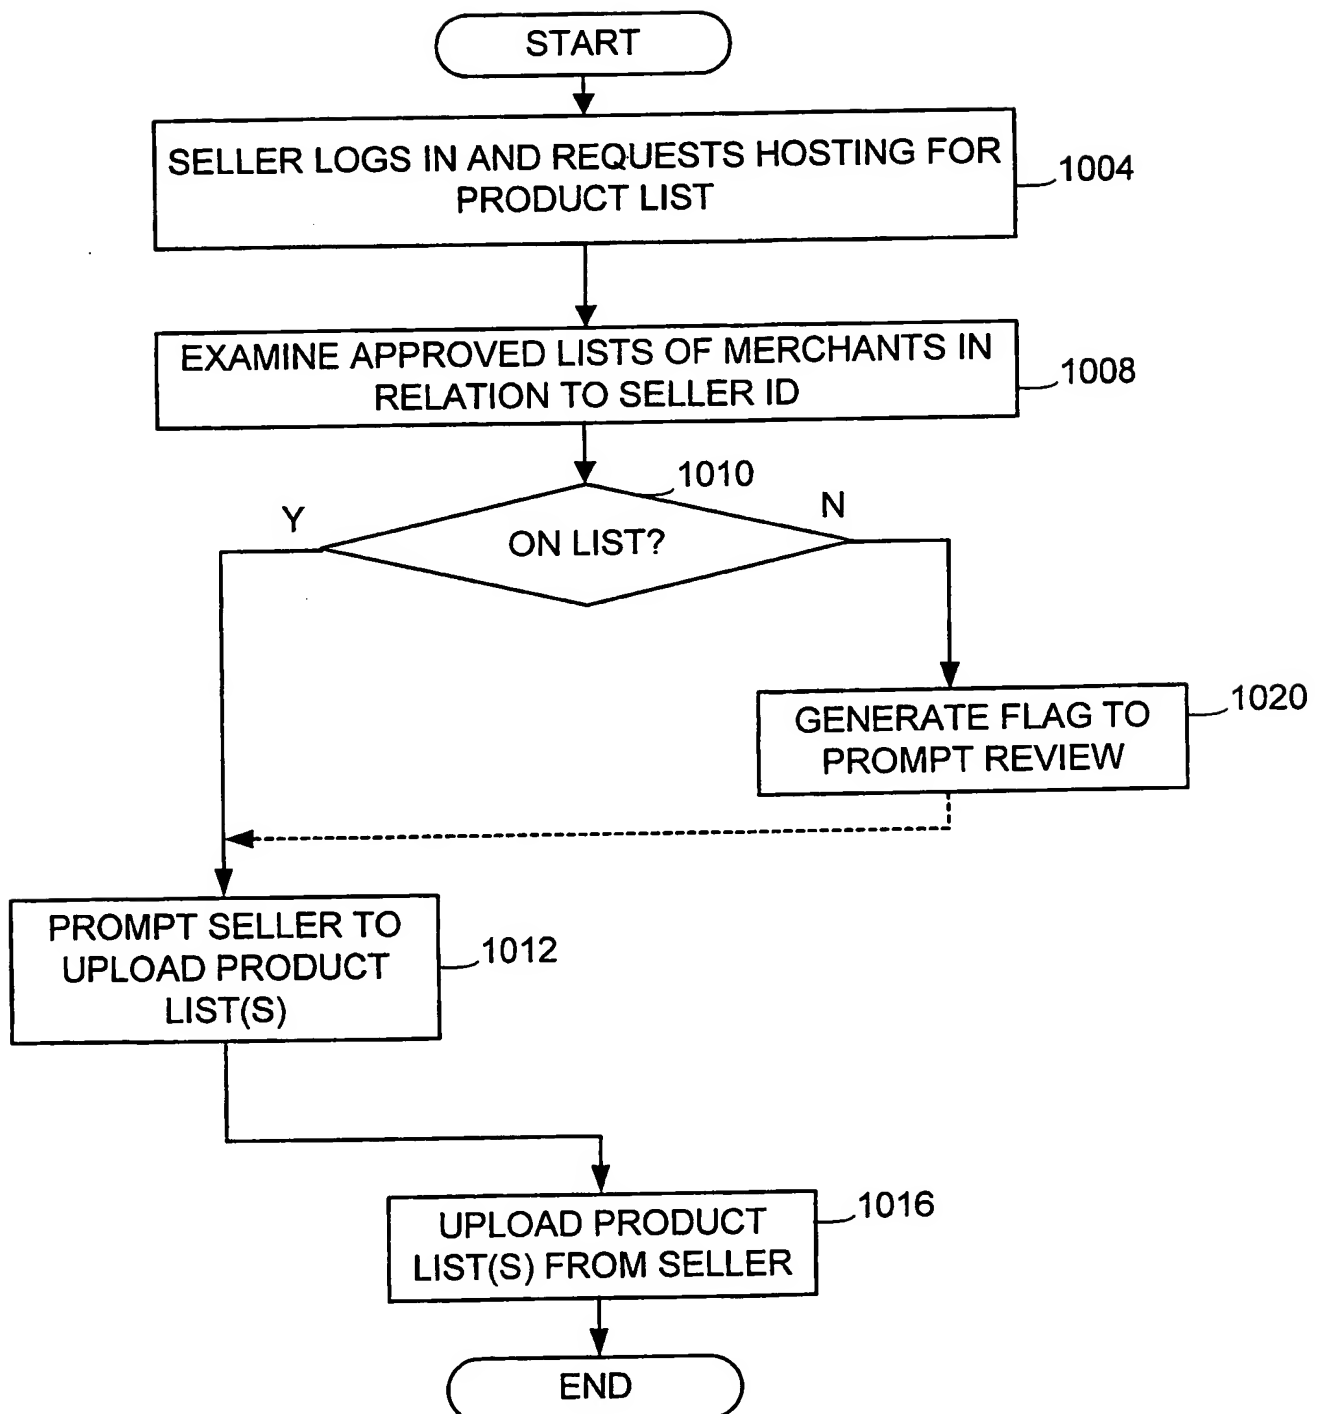 START
SELLER LOGS IN AND REQUESTS HOSTING FOR
PRODUCT LIST
1004
EXAMINE APPROVED LISTS OF MERCHANTS IN
RELATION TO SELLER ID
1008
1010
Y
N
ON LIST?
GENERATE FLAG TO
PROMPT REVIEW
1020
PROMPT SELLER TO
UPLOAD PRODUCT
LIST(S)
1012
UPLOAD PRODUCT
LIST(S) FROM SELLER
1016
END